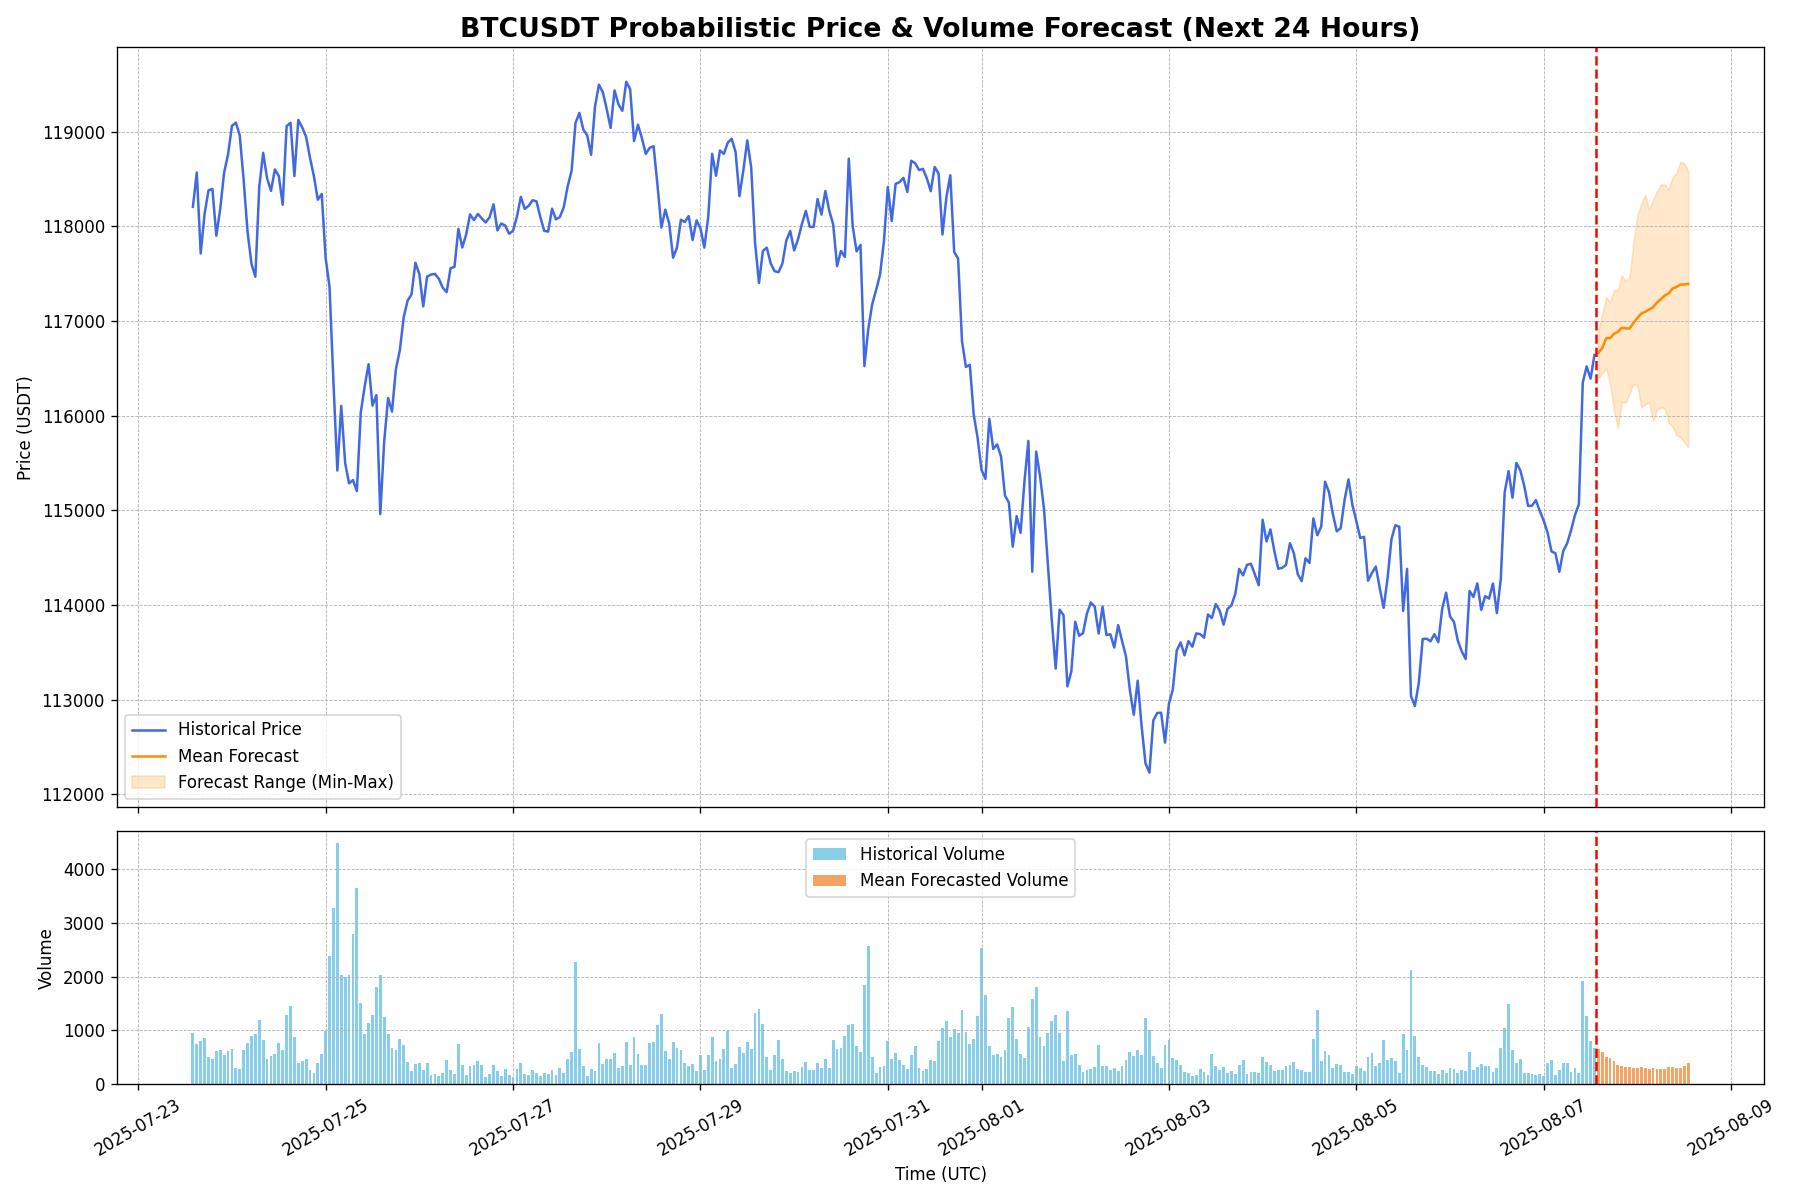 BTCUSDT Probabilistic Price & Volume Forecast (Next 24 Hours)
Price (USDT)
119000
118000
117000
116000
115000
114000
113000
112000
Historical Price
Mean Forecast
Forecast Range (Min-Max)
Volume
4000
3000
2000
1000
0
Historical Volume
Mean Forecasted Volume
2025-07-23
2025-07-25
2025-07-27
2025-07-29
2025-07-31
2025-08-01
2025-08-03
2025-08-05
2025-08-07
2025-08-09
Time (UTC)